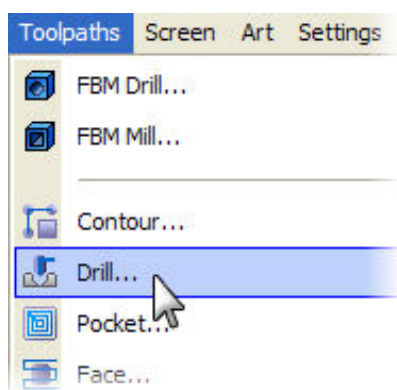 Toolpaths Screen Art Settings
FBM Drill...
FBM Mill...
Contour...
Drill...
Pocket...
Face...